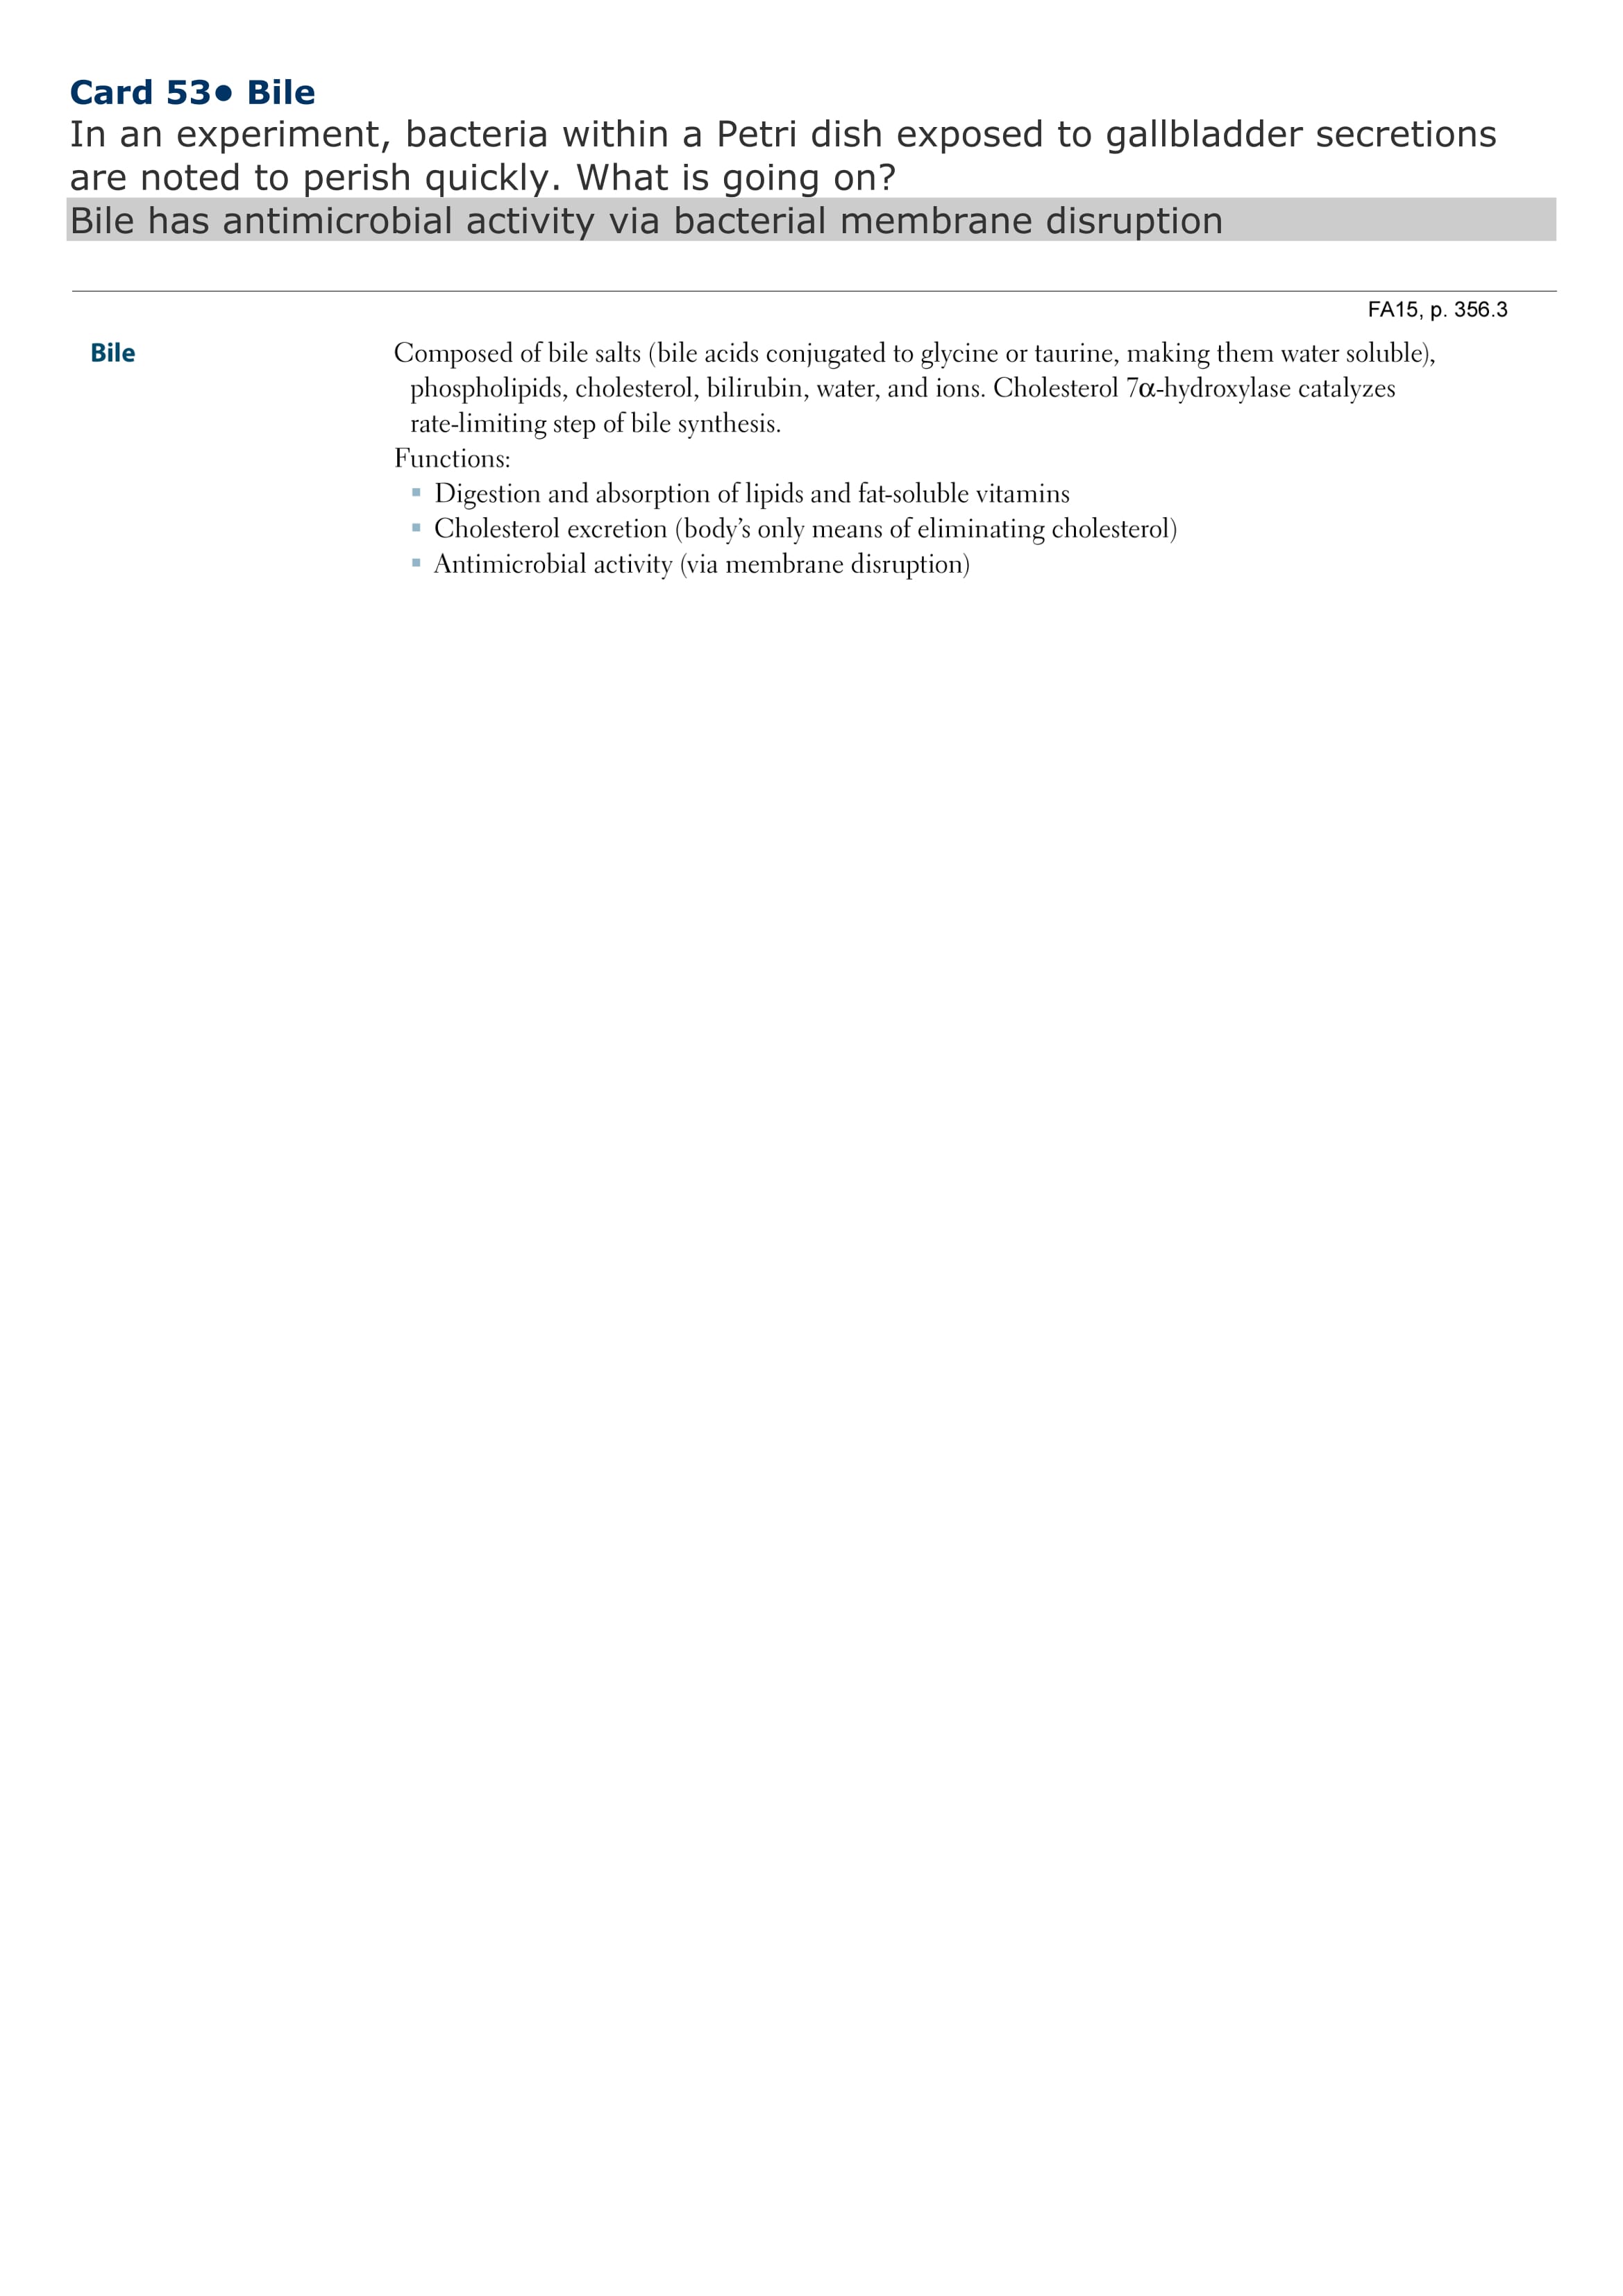 Card 53● Bile
In an experiment, bacteria within a Petri dish exposed to gallbladder secretions
are noted to perish quickly. What is going on?
Bile has antimicrobial activity via bacterial membrane disruption
FA15, p. 356.3
Bile
Composed of bile salts (bile acids conjugated to glycine or taurine, making them water soluble),
phospholipids, cholesterol, bilirubin, water, and ions. Cholesterol 7α-hydroxylase catalyzes
rate-limiting step of bile synthesis.
Functions:
▪ Digestion and absorption of lipids and fat-soluble vitamins
▪ Cholesterol excretion (body’s only means of eliminating cholesterol)
▪ Antimicrobial activity (via membrane disruption)